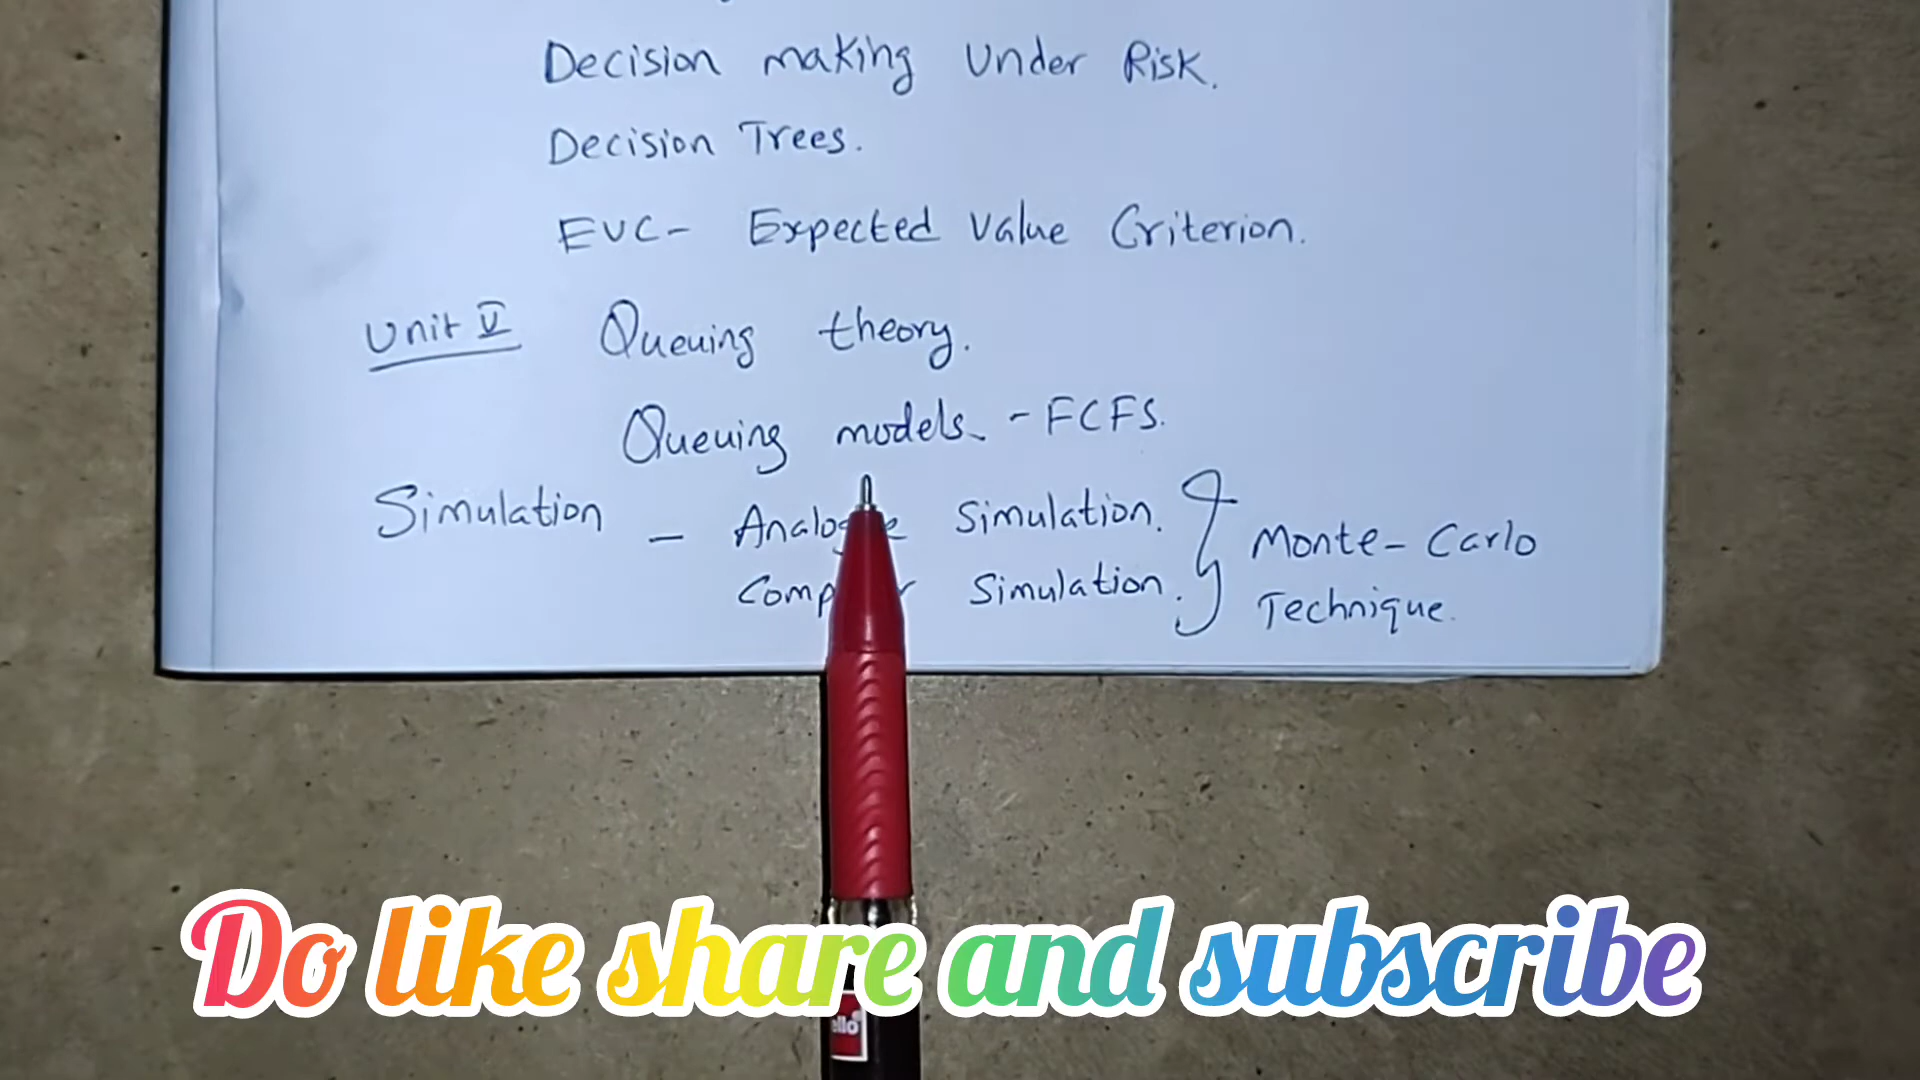 Decision making Under Risk.
Decision Trees.
EVC- Expected Value Criterion.
Unit V Queuing theory.
Queuing models - FCFS.
Simulation - Simulation.
Simulation. Monte-Carlo
Technique.
Do like share and subscribe